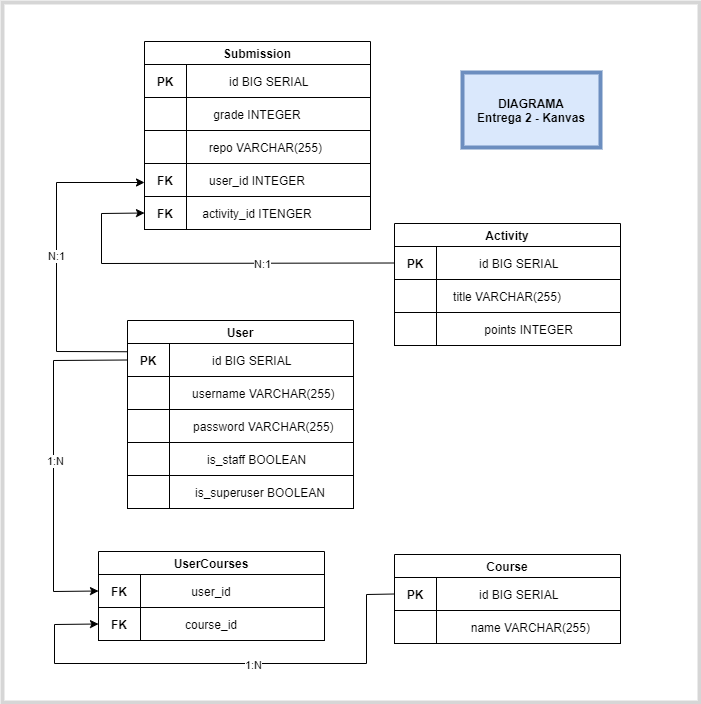 Submission
PK id BIG SERIAL
grade INTEGER
repo VARCHAR(255)
FK user_id INTEGER
FK activity_id ITENGER
DIAGRAMA
Entrega 2 - Kanvas
N:1
N:1
Activity
PK id BIG SERIAL
title VARCHAR(255)
points INTEGER
User
PK id BIG SERIAL
username VARCHAR(255)
password VARCHAR(255)
is_staff BOOLEAN
is_superuser BOOLEAN
1:N
UserCourses
FK user_id
FK course_id
Course
PK id BIG SERIAL
name VARCHAR(255)
1:N